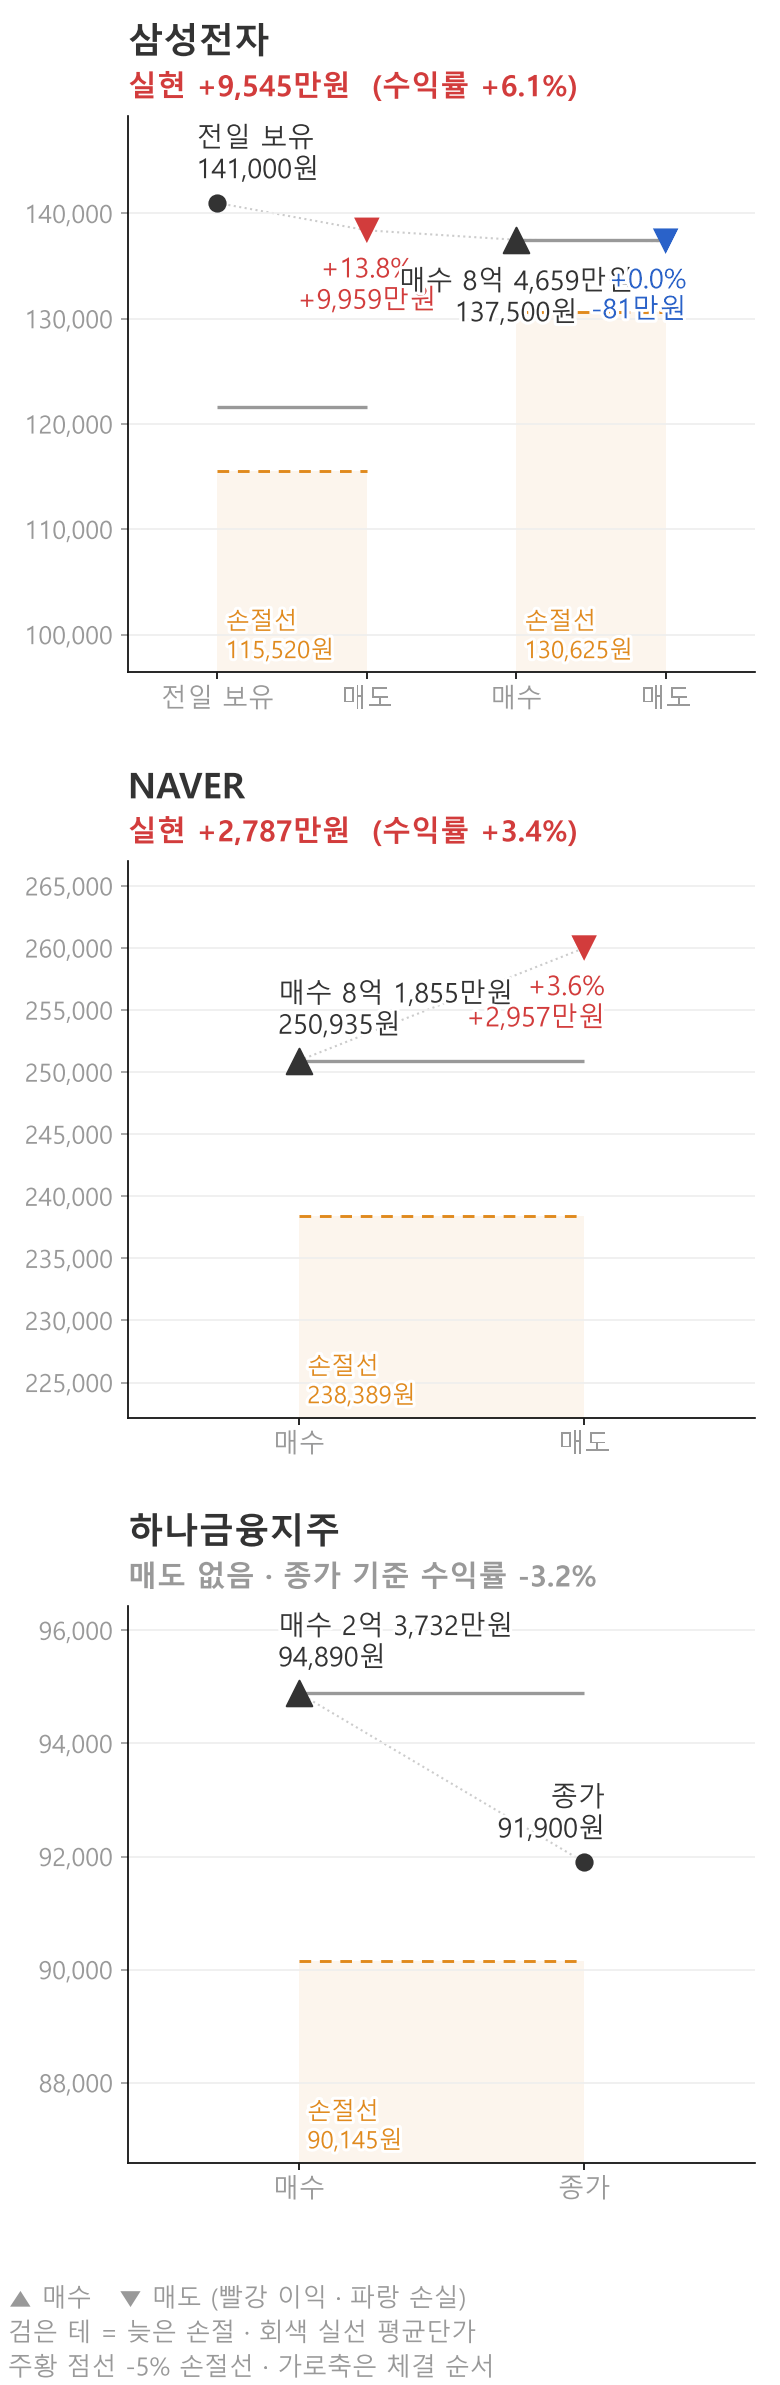 삼성전자
실현 +9,545만원 (수익률 +6.1%)
전일 보유
141,000원
140,000
+13.8%
+9,959만원
매수 8억 4,659만원
137,500원
+0.0%
-81만원
130,000
120,000
110,000
100,000
손절선
115,520원
손절선
130,625원
전일 보유 매도 매수 매도
NAVER
실현 +2,787만원 (수익률 +3.4%)
265,000
260,000
매수 8억 1,855만원
250,935원
+3.6%
+2,957만원
255,000
250,000
245,000
240,000
235,000
230,000
225,000
손절선
238,389원
매수 매도
하나금융지주
매도 없음 · 종가 기준 수익률 -3.2%
96,000
매수 2억 3,732만원
94,890원
94,000
종가
91,900원
92,000
90,000
88,000
손절선
90,145원
매수 종가
▲ 매수 ▼ 매도 (빨강 이익 · 파랑 손실)
검은 테 = 늦은 손절 · 회색 실선 평균단가
주황 점선 -5% 손절선 · 가로축은 체결 순서